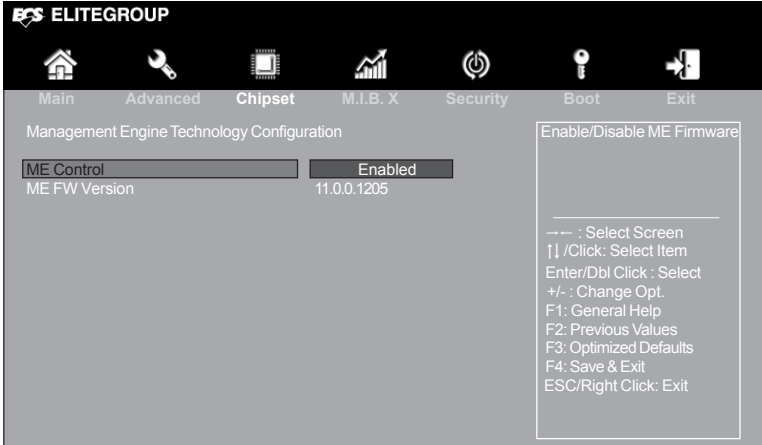 ECS ELITEGROUP
Main Advanced Chipset M.I.B. X Security Boot Exit
Management Engine Technology Configuration
ME Control Enabled
ME FW Version 11.0.0.1205
Enable/Disable ME Firmware
→← : Select Screen
↑↓ /Click: Select Item
Enter/Dbl Click : Select
+/- : Change Opt.
F1: General Help
F2: Previous Values
F3: Optimized Defaults
F4: Save & Exit
ESC/Right Click: Exit